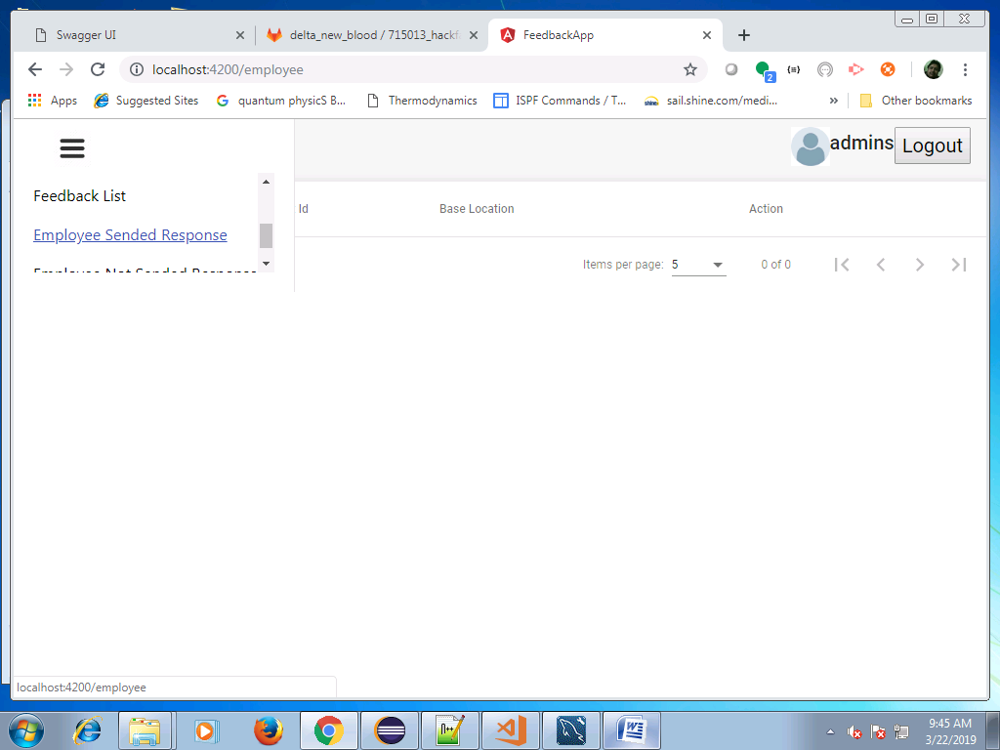 Swagger UI
delta_new_blood / 715013_hackf
FeedbackApp
localhost:4200/employee
2
Apps
Suggested Sites
quantum physicS B...
Thermodynamics
ISPF Commands / T...
sail.shine.com/medi...
»
Other bookmarks
admins
Logout
Feedback List
Id
Base Location
Action
Employee Sended Response
Employee Not Sended Response
Items per page:
5
0 of 0
localhost:4200/employee
9:45 AM
3/22/2019